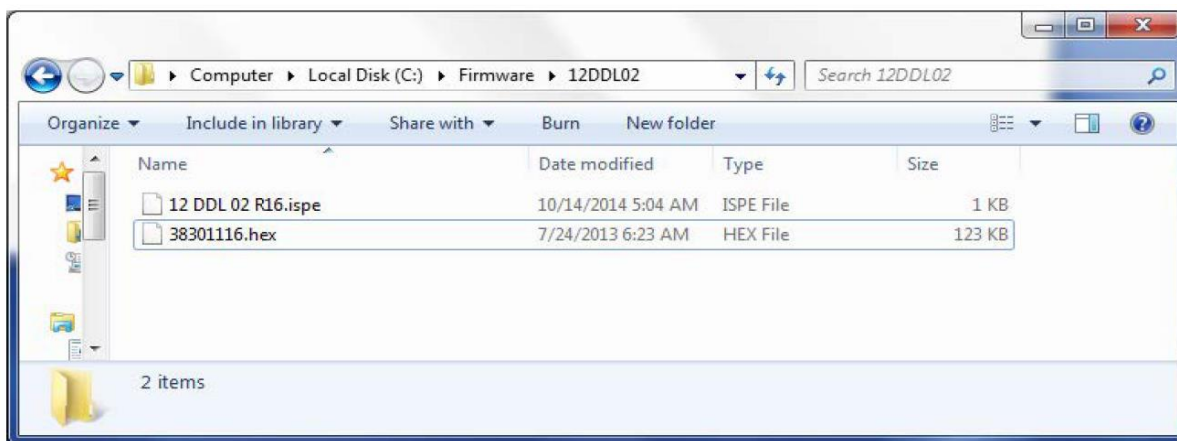 Computer Local Disk (C:) Firmware 12DDL02 Search 12DDL02
Organize Include in library Share with Burn New folder
Name Date modified Type Size
12 DDL 02 R16.ispe 10/14/2014 5:04 AM ISPE File 1 KB
38301116.hex 7/24/2013 6:23 AM HEX File 123 KB
2 items